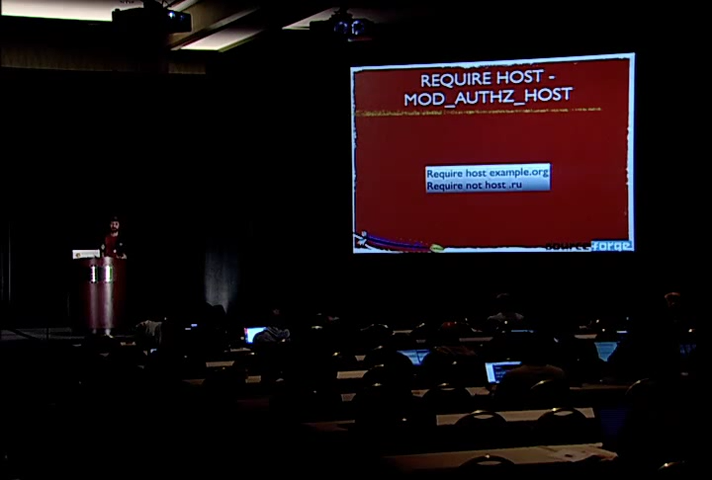 REQUIRE HOST -
MOD_AUTHZ_HOST
Require host example.org
Require not host .ru
sourceforge